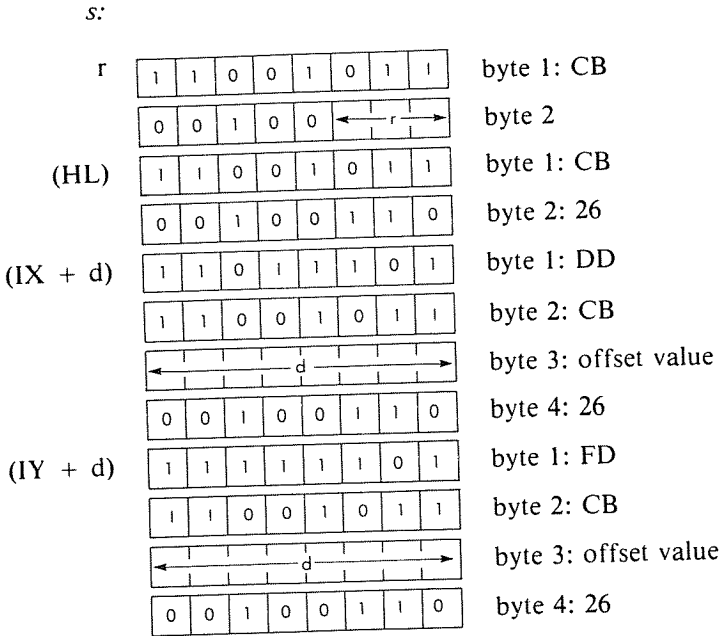 s:
r 1 1 0 0 1 0 1 1 byte 1: CB
0 0 1 0 0 r byte 2
(HL) 1 1 0 0 1 0 1 1 byte 1: CB
0 0 1 0 0 1 1 0 byte 2: 26
(IX + d) 1 1 0 1 1 1 0 1 byte 1: DD
1 1 0 0 1 0 1 1 byte 2: CB
d byte 3: offset value
0 0 1 0 0 1 1 0 byte 4: 26
(IY + d) 1 1 1 1 1 1 0 1 byte 1: FD
1 1 0 0 1 0 1 1 byte 2: CB
d byte 3: offset value
0 0 1 0 0 1 1 0 byte 4: 26